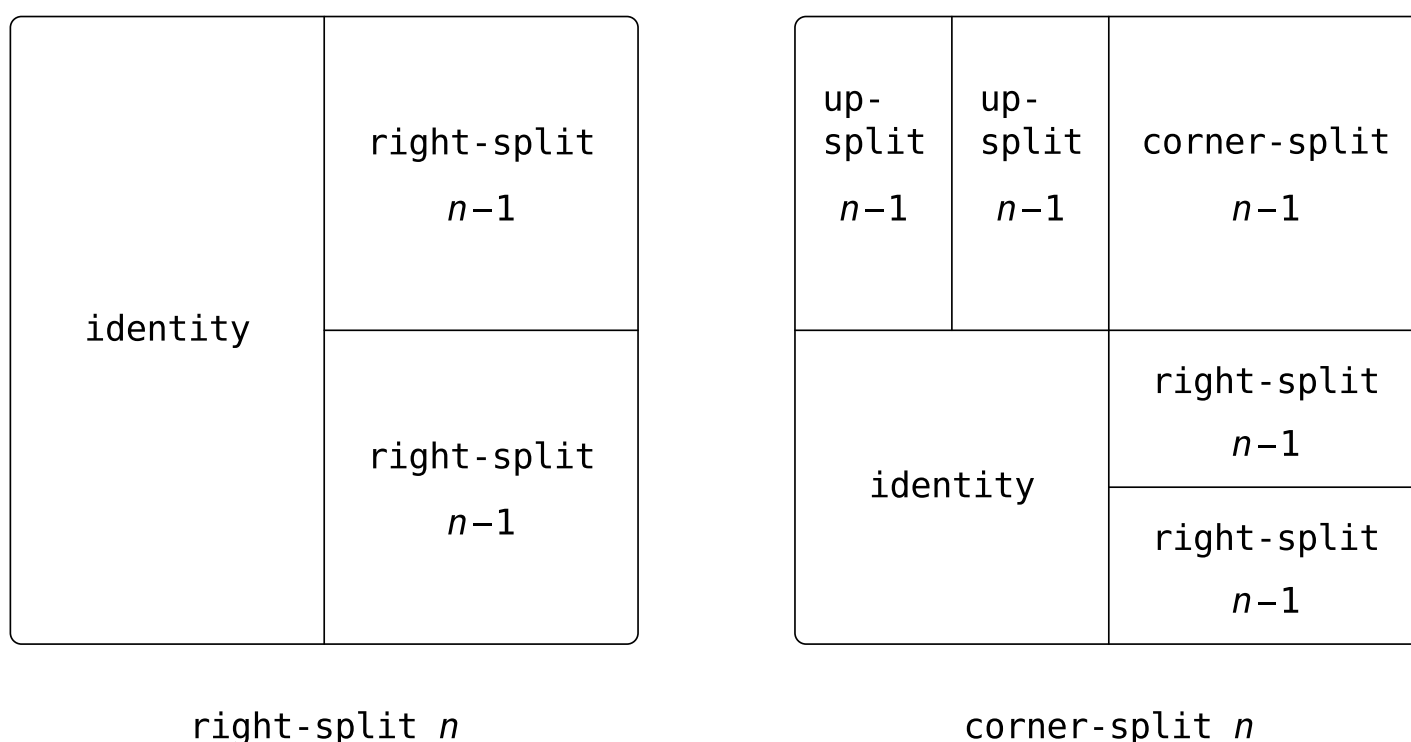 right-split
n−1
identity
right-split
n−1
right-split n
up-
split
n−1
up-
split
n−1
corner-split
n−1
identity
right-split
n−1
right-split
n−1
corner-split n